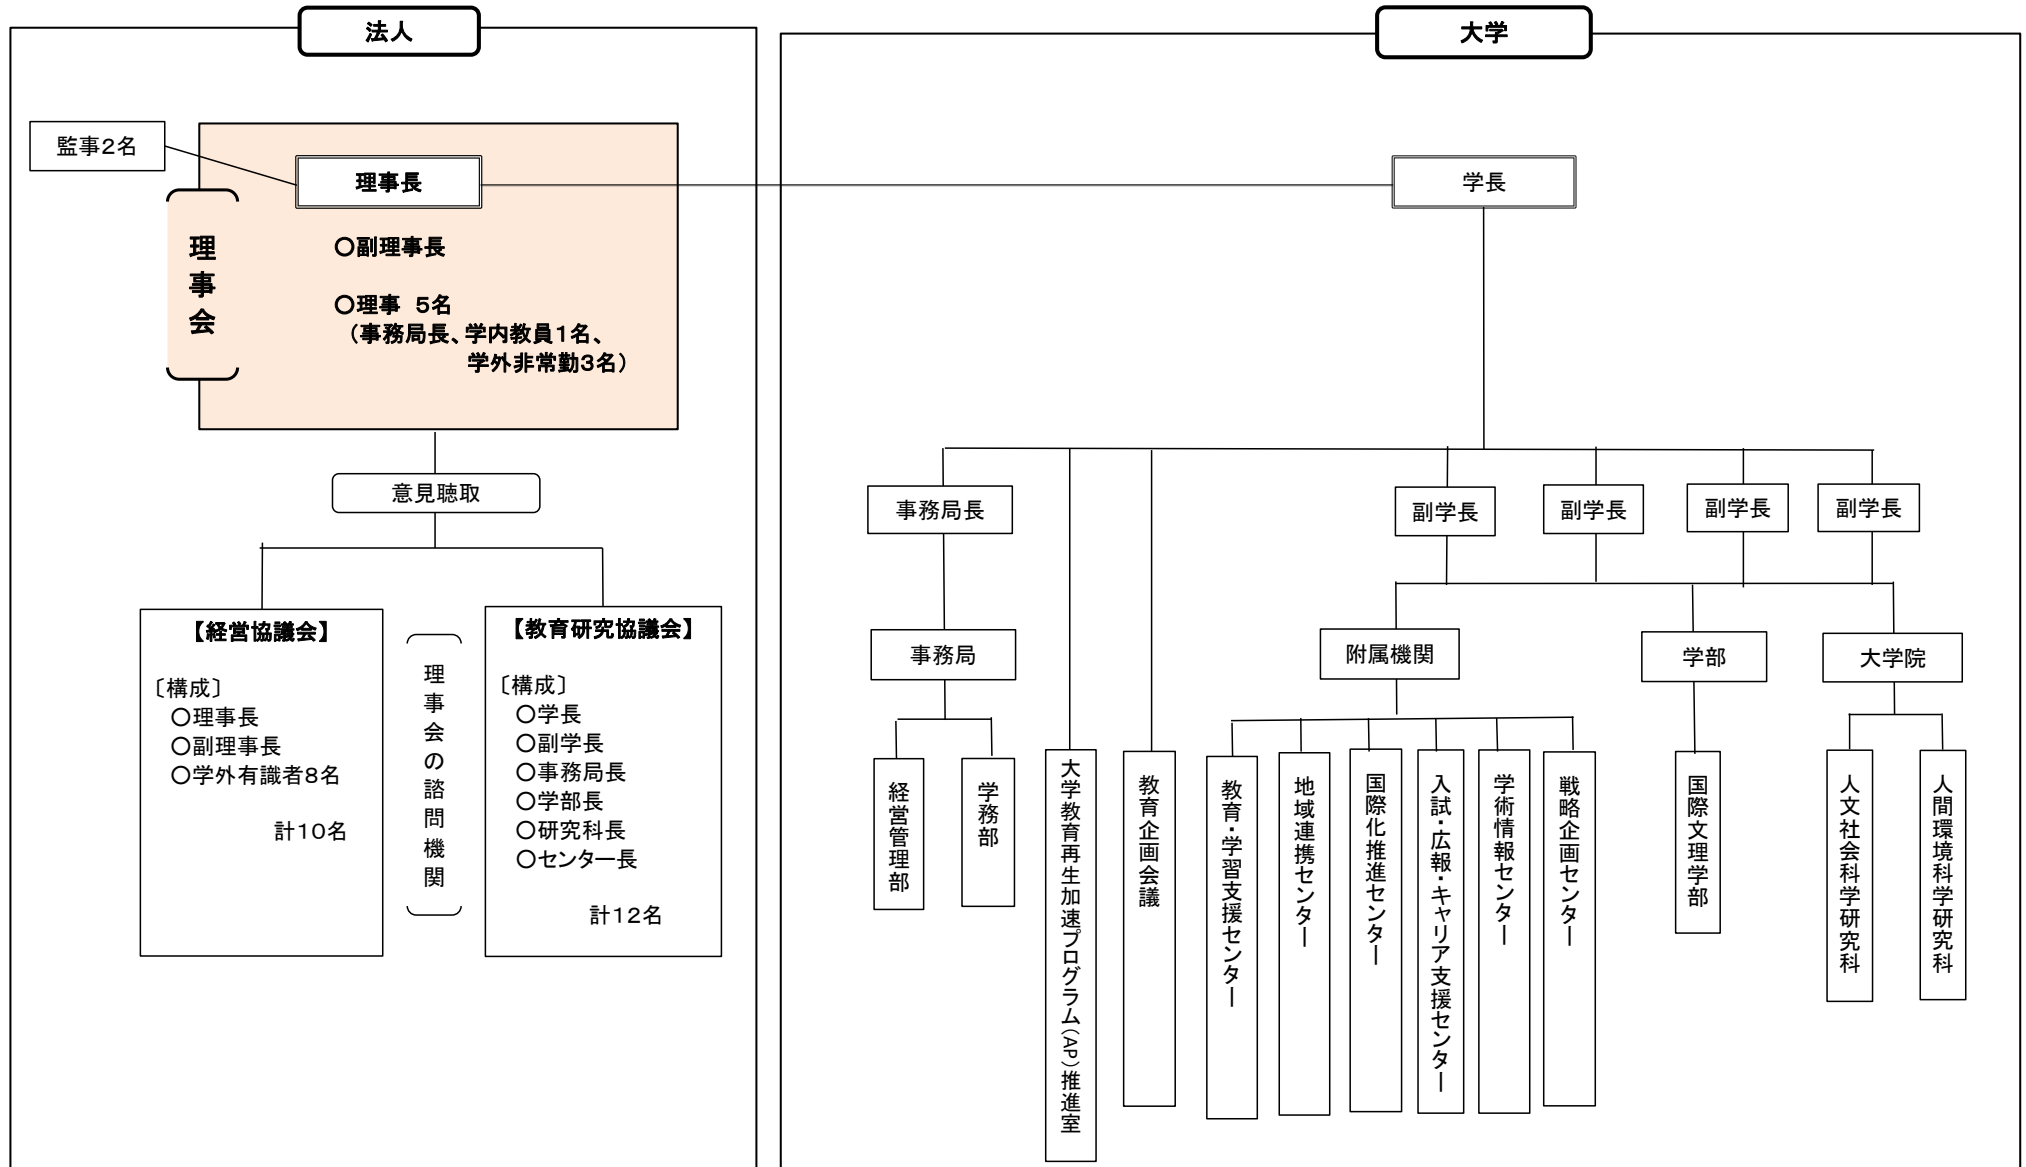 法人
監事2名
理事長
理事会
〇副理事長
〇理事 5名
（事務局長、学内教員1名、
学外非常勤3名）
意見聴取
【経営協議会】
〔構成〕
〇理事長
〇副理事長
〇学外有識者8名
計10名
理事会の諮問機関
【教育研究協議会】
〔構成〕
〇学長
〇副学長
〇事務局長
〇学部長
〇研究科長
〇センター長
計12名
大学
学長
事務局長
副学長
副学長
副学長
副学長
事務局
附属機関
学部
大学院
経営管理部
学務部
大学教育再生加速プログラム（AP）推進室
教育企画会議
教育・学習支援センター
地域連携センター
国際化推進センター
入試・広報・キャリア支援センター
学術情報センター
戦略企画センター
国際文理学部
人文社会科学研究科
人間環境科学研究科